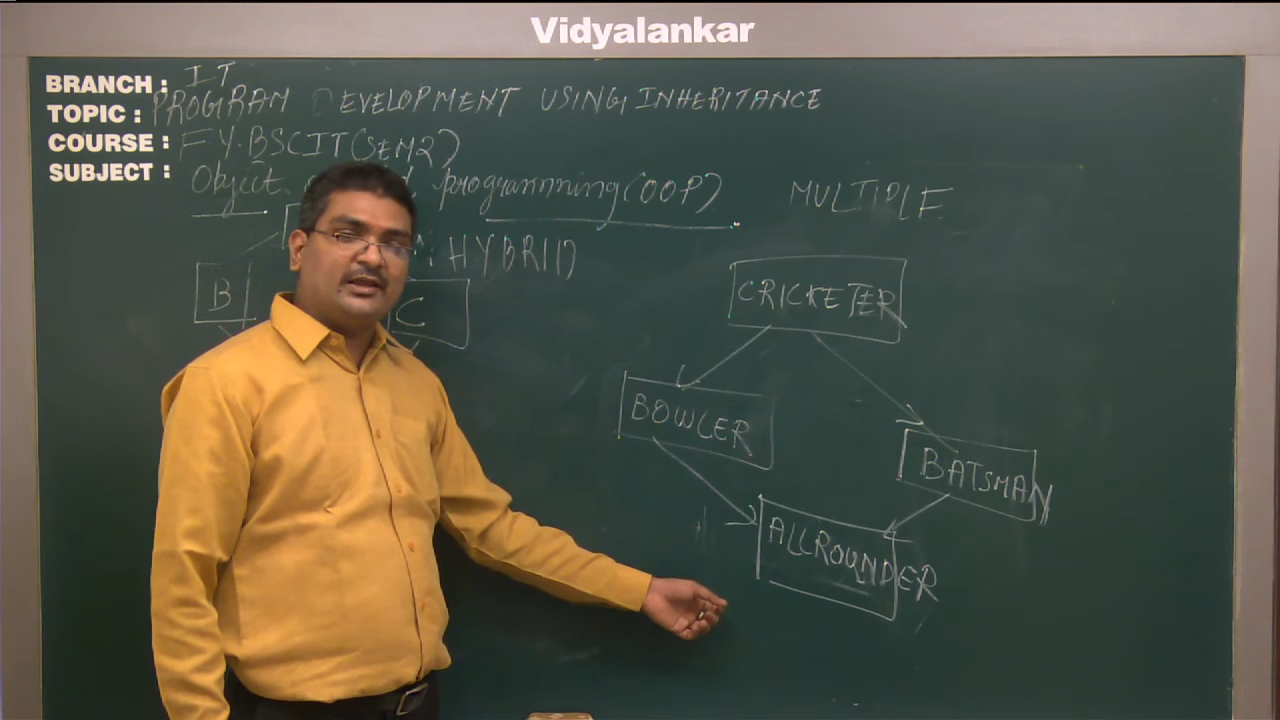 Vidyalankar
BRANCH : IT
TOPIC : PROGRAM DEVELOPMENT USING INHERITANCE
COURSE : F Y. BSCIT (SEM2)
SUBJECT : Object programming (OOP)
MULTIPLE
: HYBRID
B
C
CRICKETER
BOWLER
BATSMAN
ALLROUNDER